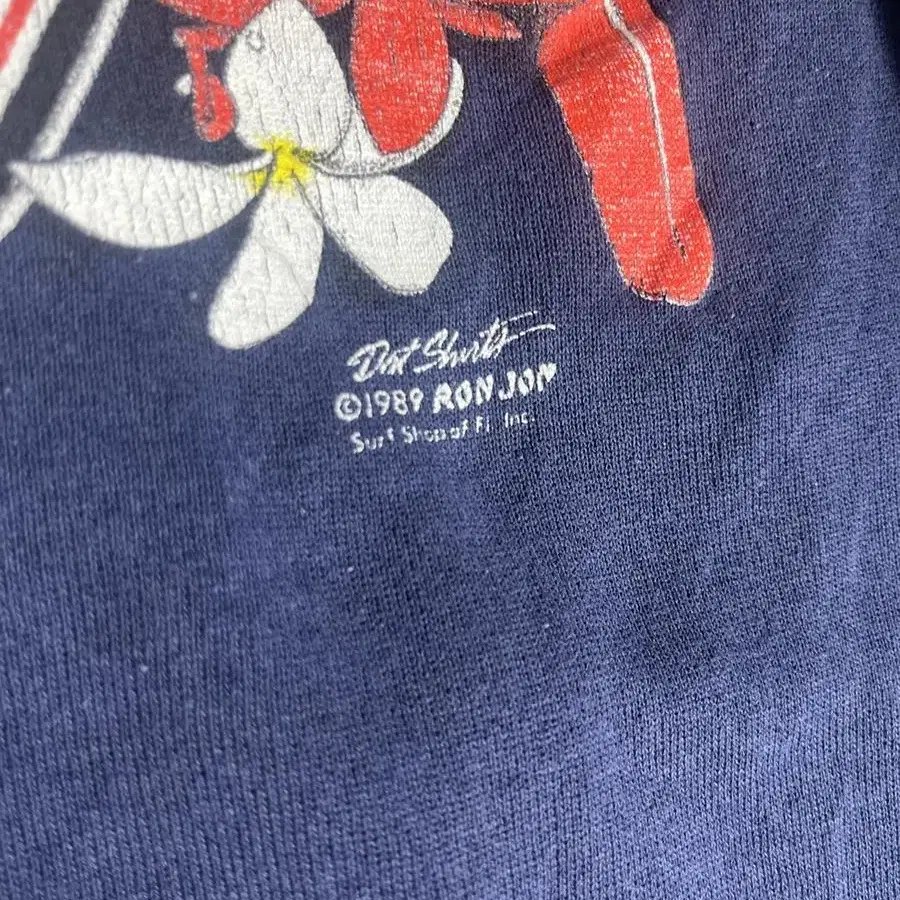 Dirt Shirts
©1989 RON JON
Surf Shop of Fl. Inc.